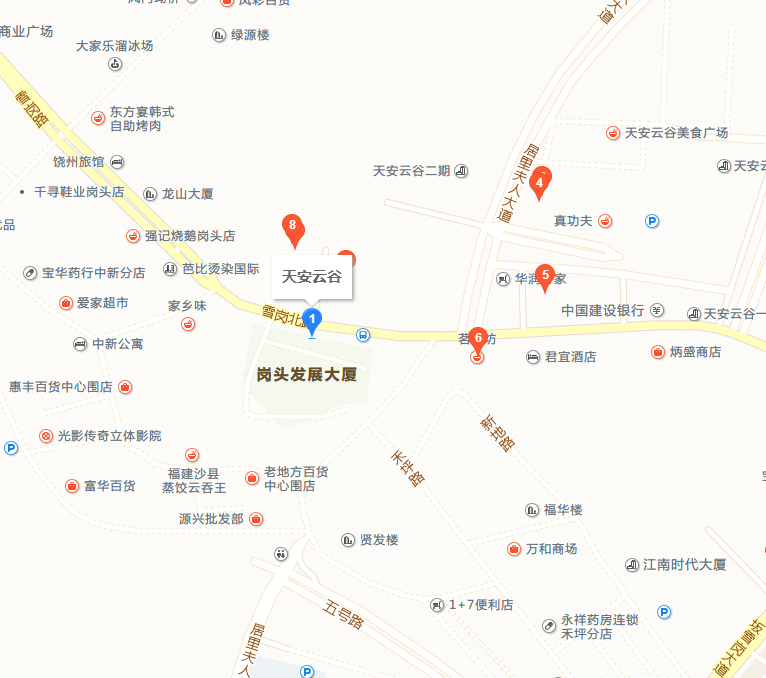 商业广场
绿源楼
大家乐溜冰场
东方宴韩式
自助烤肉
天安云谷美食广场
饶州旅馆
天安云谷二期
天安云
千寻鞋业岗头店
龙山大厦
4
居里夫人大道
真功夫
P
8
强记烧鹅岗头店
宝华药行中新分店
芭比烫染国际
天安云谷
5
爱家超市
家乡味
雪岗北
1
中国建设银行
天安云谷一
中新公寓
6
君宜酒店
炳盛商店
岗头发展大厦
惠丰百货中心围店
新地路
光影传奇立体影院
P
禾坪路
福建沙县
蒸饺云吞王
老地方百货
中心围店
富华百货
源兴批发部
福华楼
贤发楼
万和商场
江南时代大厦
1+7便利店
五号路
永祥药房连锁
禾坪分店
P
居里夫人
坂雪岗大道
P